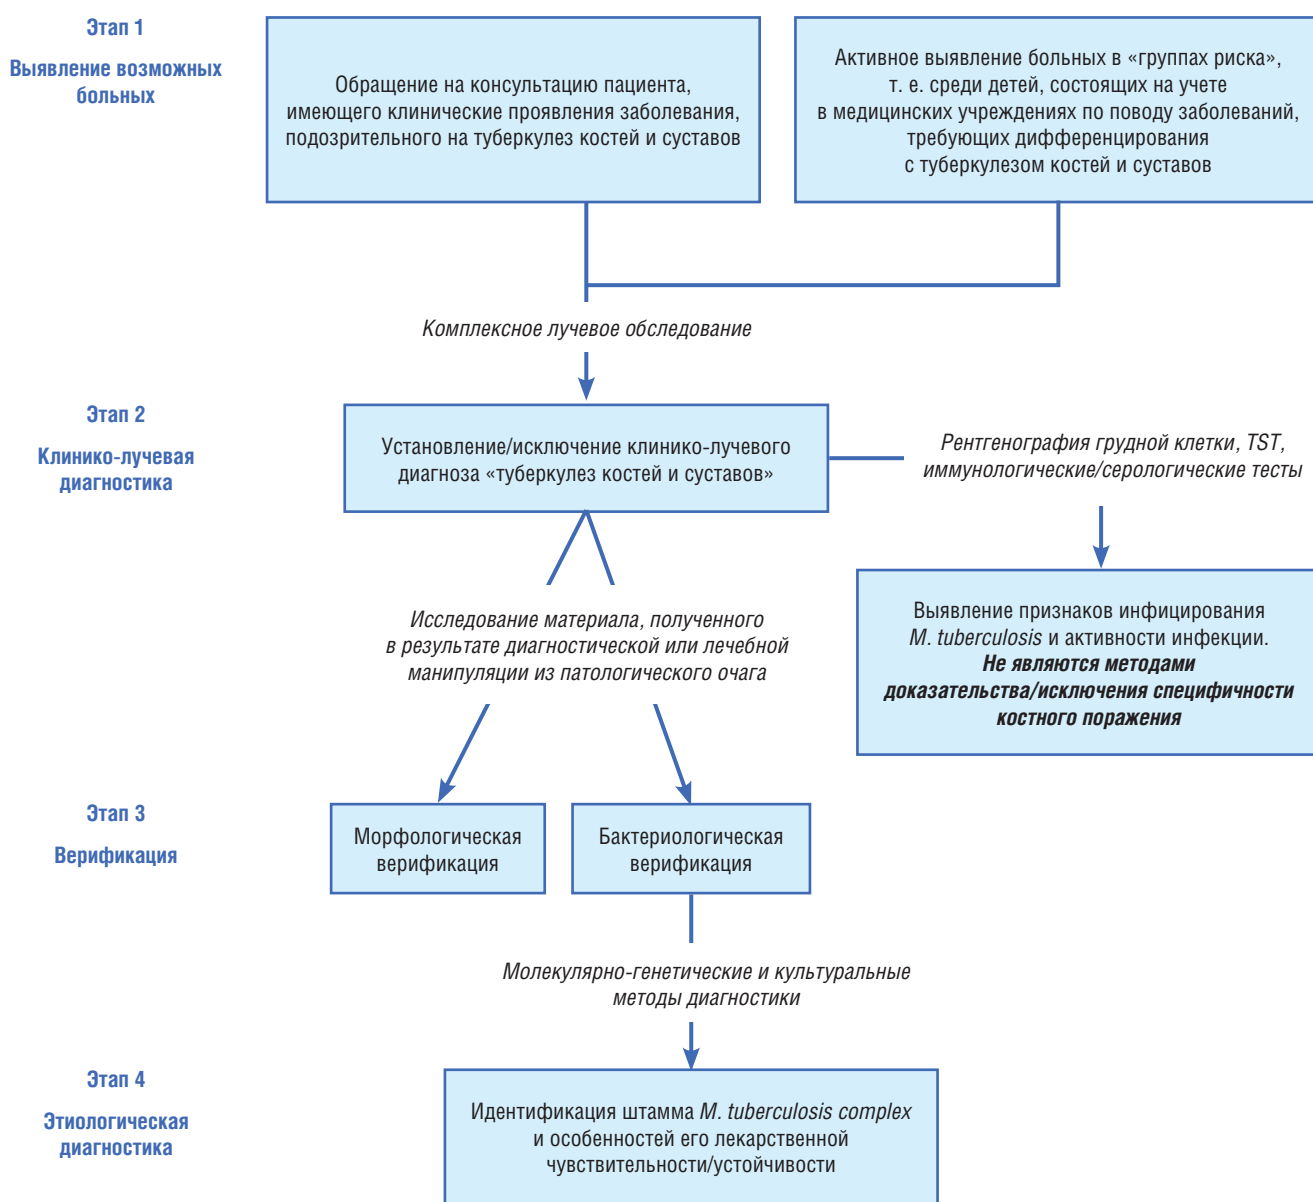 Этап 1
Выявление возможных
больных
Обращение на консультацию пациента,
имеющего клинические проявления заболевания,
подозрительного на туберкулез костей и суставов
Активное выявление больных в «группах риска»,
т. е. среди детей, состоящих на учете
в медицинских учреждениях по поводу заболеваний,
требующих дифференцирования
с туберкулезом костей и суставов
Комплексное лучевое обследование
Этап 2
Клинико-лучевая
диагностика
Установление/исключение клинико-лучевого
диагноза «туберкулез костей и суставов»
Рентгенография грудной клетки, TST,
иммунологические/серологические тесты
Выявление признаков инфицирования
M. tuberculosis и активности инфекции.
Не являются методами
доказательства/исключения специфичности
костного поражения
Исследование материала, полученного
в результате диагностической или лечебной
манипуляции из патологического очага
Этап 3
Верификация
Морфологическая
верификация
Бактериологическая
верификация
Молекулярно-генетические и культуральные
методы диагностики
Этап 4
Этиологическая
диагностика
Идентификация штамма M. tuberculosis complex
и особенностей его лекарственной
чувствительности/устойчивости